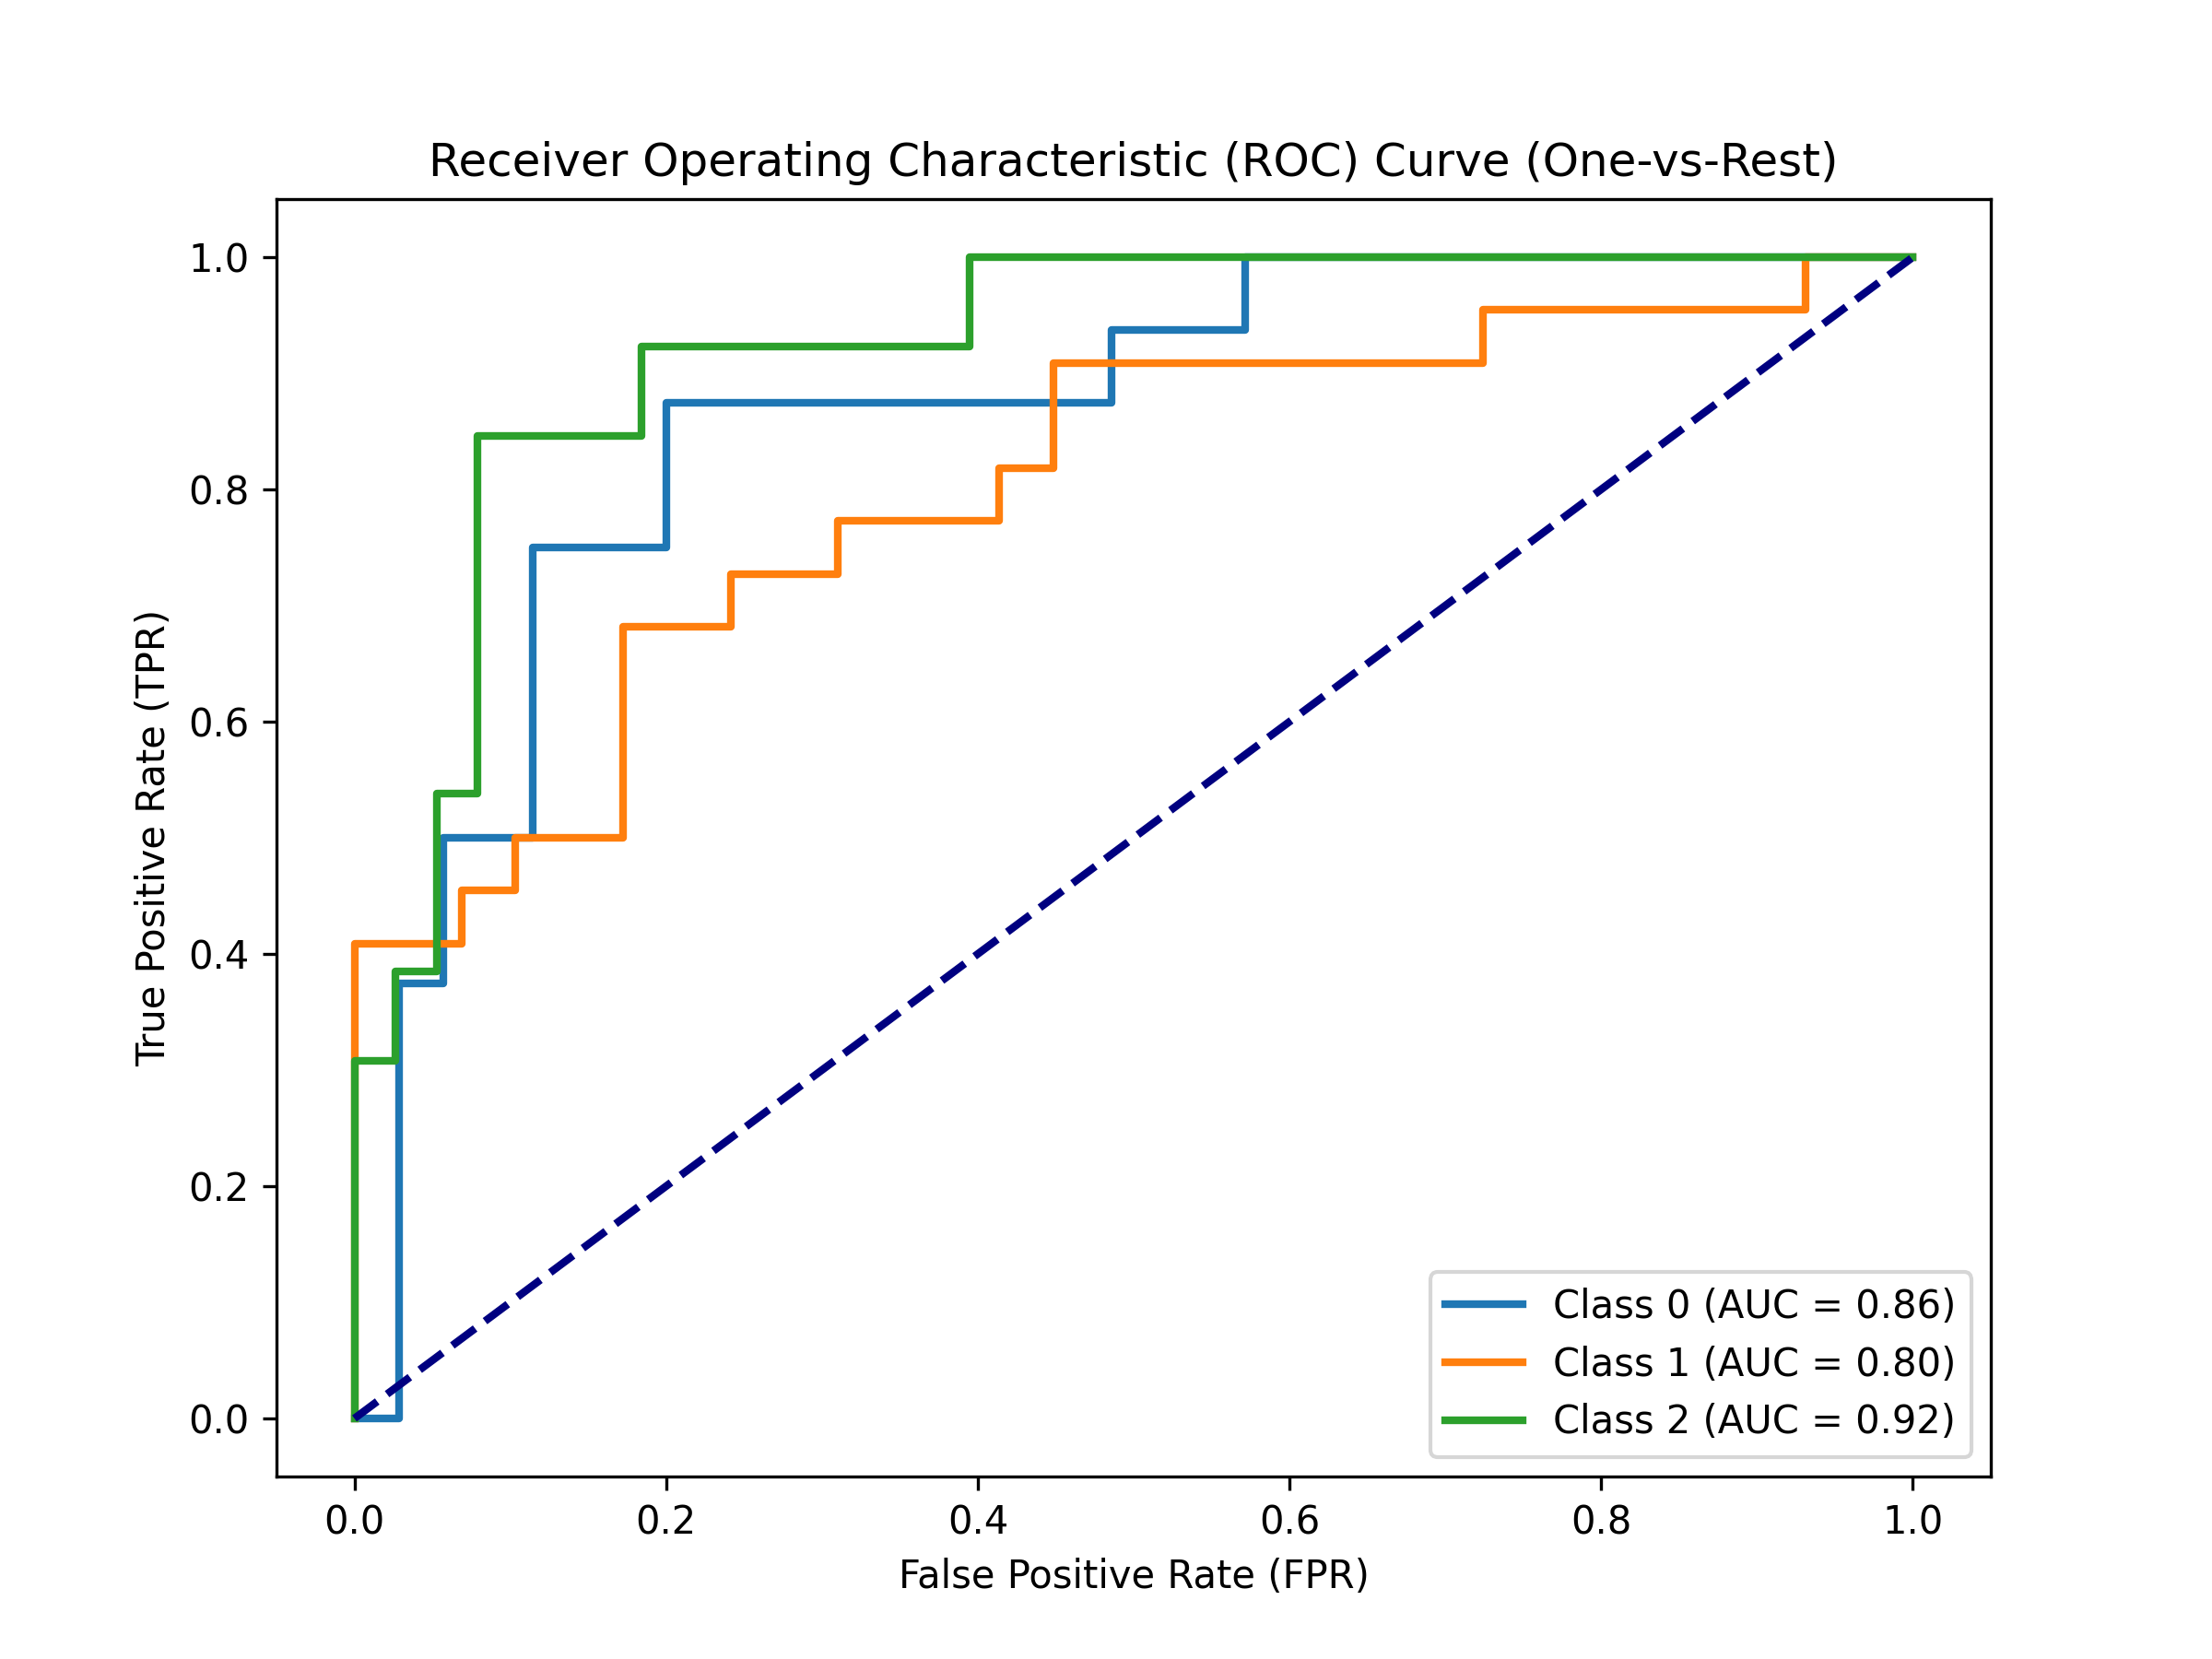 Receiver Operating Characteristic (ROC) Curve (One-vs-Rest)
True Positive Rate (TPR)
1.0
0.8
0.6
0.4
0.2
0.0
0.0 0.2 0.4 0.6 0.8 1.0
False Positive Rate (FPR)
Class 0 (AUC = 0.86)
Class 1 (AUC = 0.80)
Class 2 (AUC = 0.92)